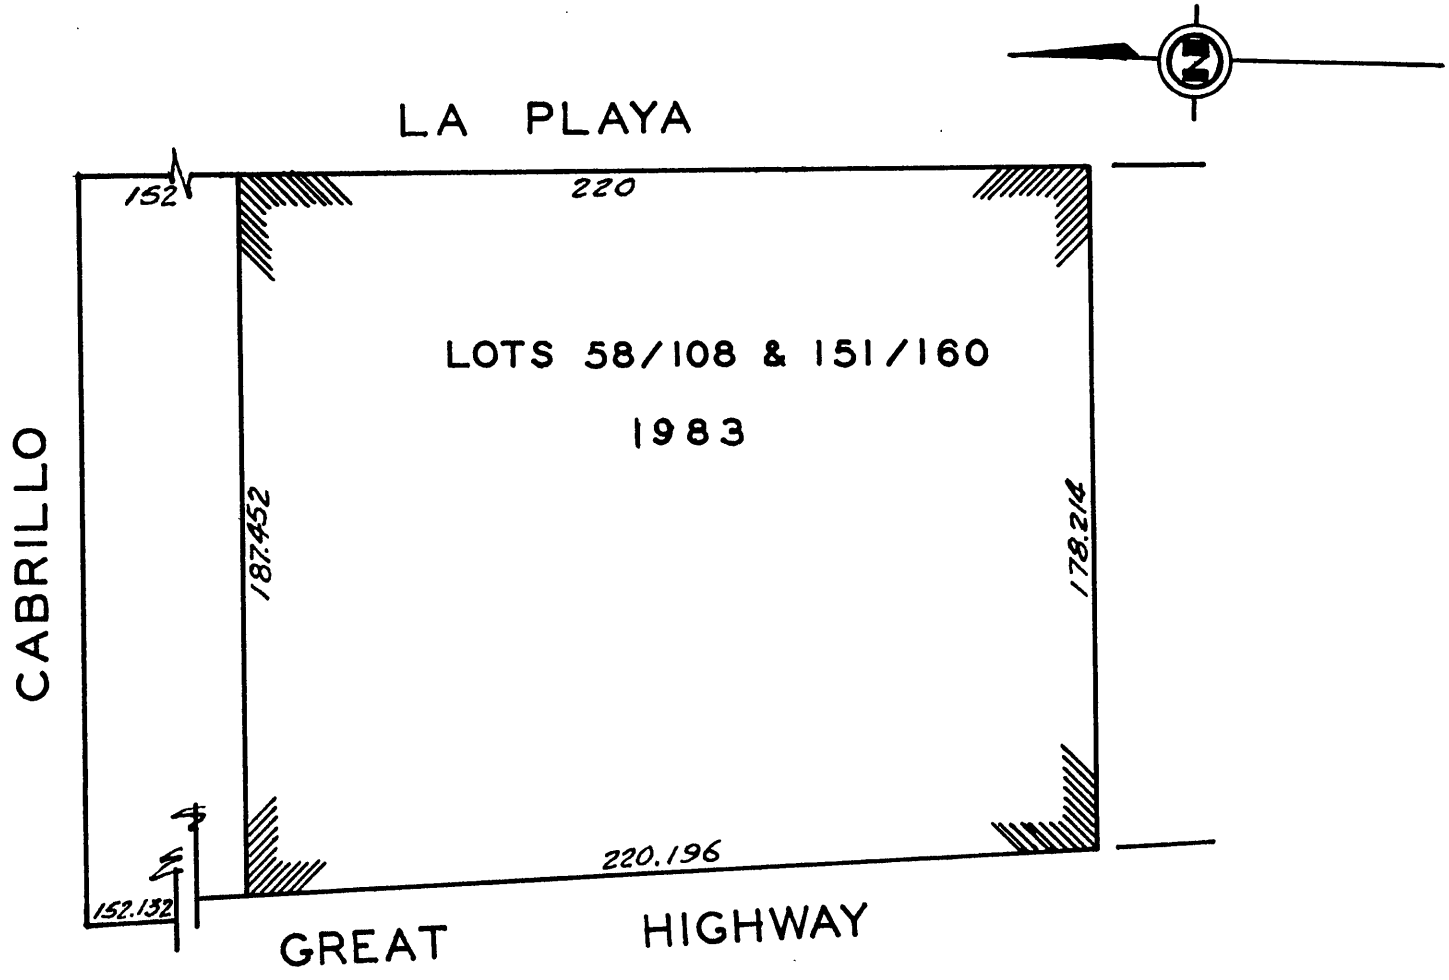 N
LA PLAYA
152
220
LOTS 58/108 & 151/160
1983
CABRILLO
187.452
178.214
220.196
152.132
GREAT HIGHWAY